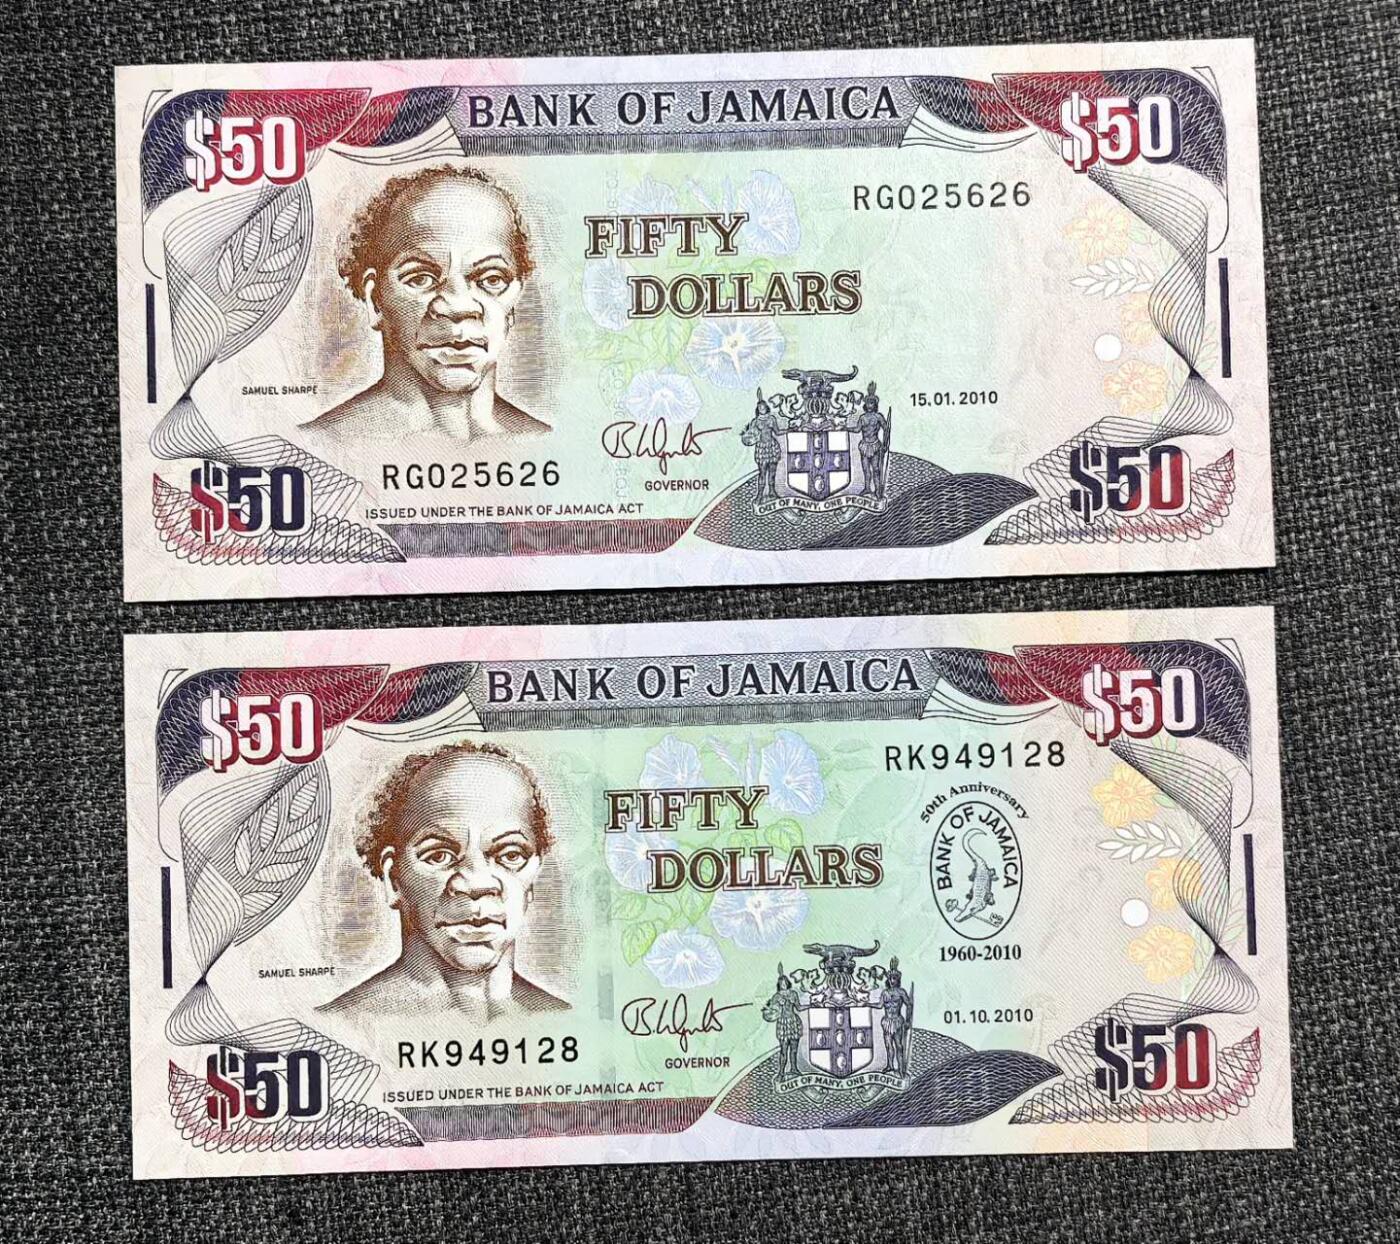 BANK OF JAMAICA
$50
$50
RG025626
FIFTY
DOLLARS
SAMUEL SHARPE
15.01.2010
RG025626
GOVERNOR
ISSUED UNDER THE BANK OF JAMAICA ACT
OUT OF MANY, ONE PEOPLE
$50
$50
BANK OF JAMAICA
$50
$50
RK949128
FIFTY
DOLLARS
50th Anniversary
BANK OF JAMAICA
1960-2010
SAMUEL SHARPE
01.10.2010
RK949128
GOVERNOR
ISSUED UNDER THE BANK OF JAMAICA ACT
OUT OF MANY, ONE PEOPLE
$50
$50